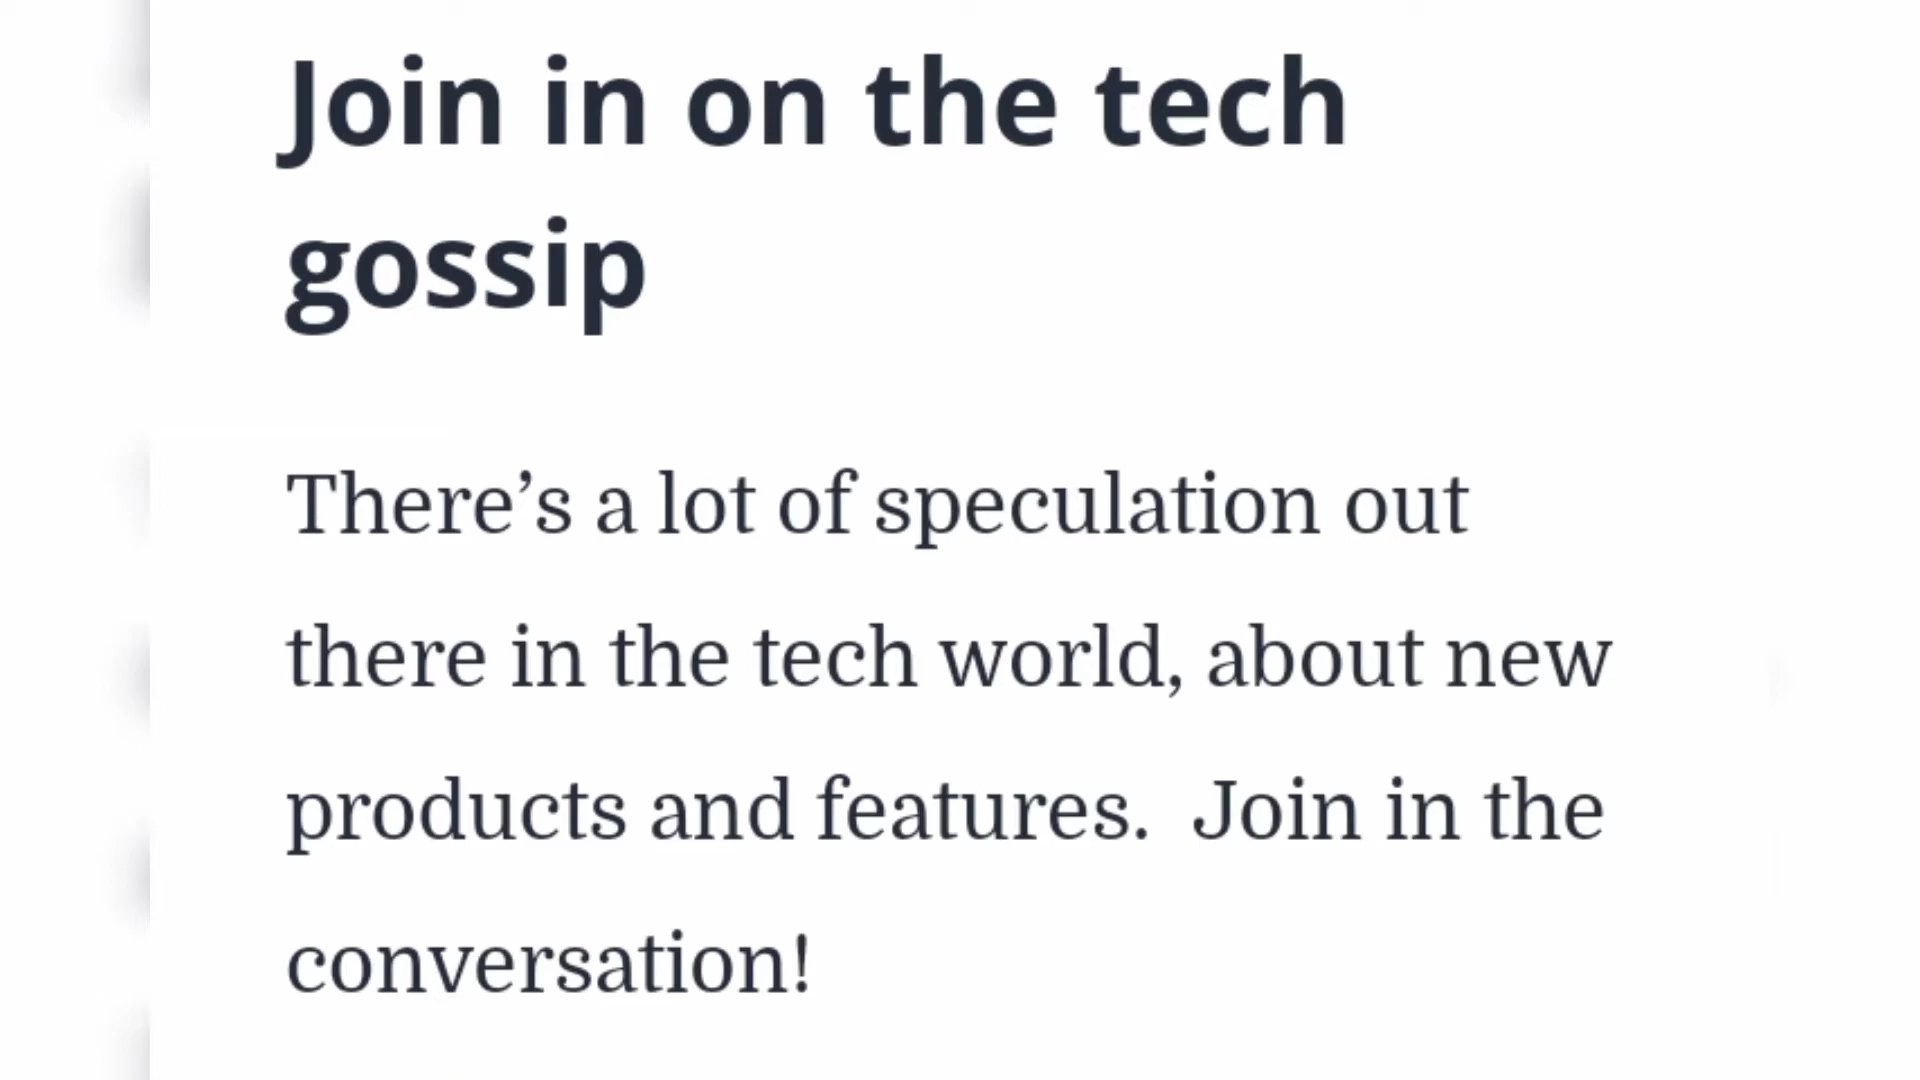 Join in on the tech
gossip
There’s a lot of speculation out
there in the tech world, about new
products and features.  Join in the
conversation!